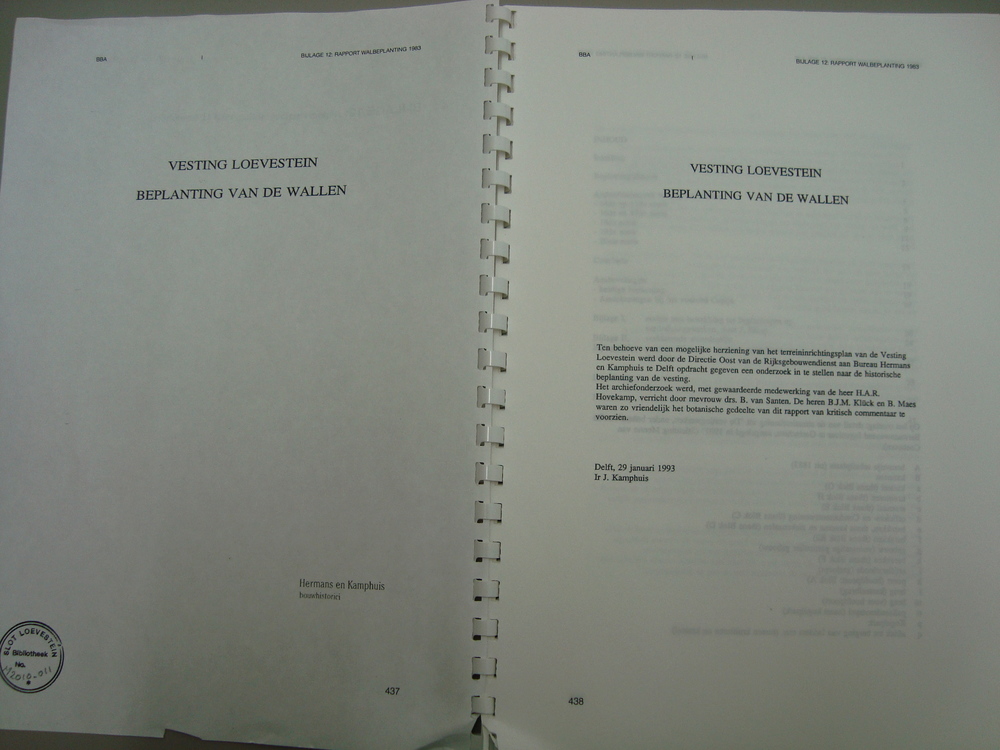 BBA
BIJLAGE 12: RAPPORT WALBEPLANTING 1983
VESTING LOEVESTEIN
BEPLANTING VAN DE WALLEN
Hermans en Kamphuis
bouwhistorici
SLOT LOEVESTEIN
Bibliotheek
No.
437
BBA
BIJLAGE 12: RAPPORT WALBEPLANTING 1983
VESTING LOEVESTEIN
BEPLANTING VAN DE WALLEN
Ten behoeve van een mogelijke herziening van het terreininrichtingsplan van de Vesting
Loevestein werd door de Directie Oost van de Rijksgebouwendienst aan Bureau Hermans
en Kamphuis te Delft opdracht gegeven een onderzoek in te stellen naar de historische
beplanting van de vesting.
Het archiefonderzoek werd, met gewaardeerde medewerking van de heer H.A.R.
Hovekamp, verricht door mevrouw drs. B. van Santen. De heren B.J.M. Klück en B. Maes
waren zo vriendelijk het botanische gedeelte van dit rapport van kritisch commentaar te
voorzien.
Delft, 29 januari 1993
Ir J. Kamphuis
438